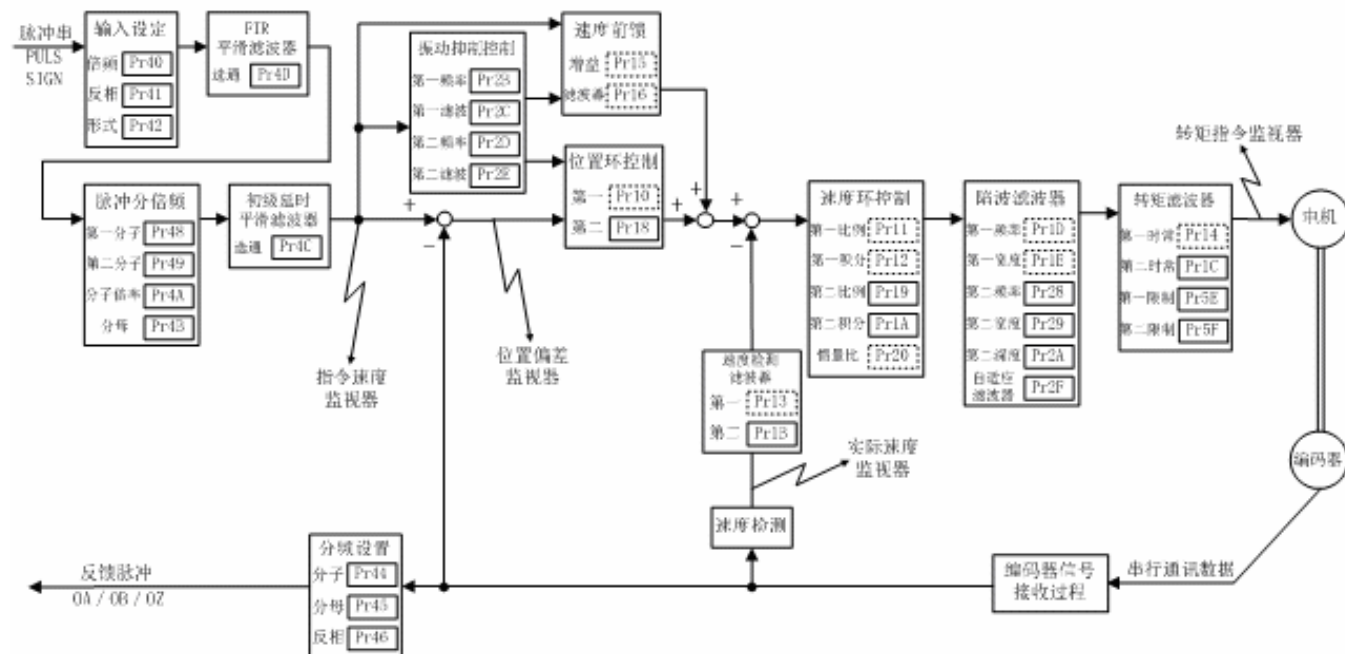 脉冲串
PULS
SIGN
输入设定
倍频 Pr40
反相 Pr41
形式 Pr42
FIR
平滑滤波器
选通 Pr4D
振动抑制控制
第一频率 Pr2B
第一滤波 Pr2C
第二频率 Pr2D
第二滤波 Pr2E
速度前馈
增益 Pr15
滤波器 Pr16
脉冲分倍频
第一分子 Pr48
第二分子 Pr49
分子倍率 Pr4A
分母 Pr4B
初级延时
平滑滤波器
选通 Pr4C
+
−
位置环控制
第一 Pr10
第二 Pr18
+
+
+
−
速度环控制
第一比例 Pr11
第一积分 Pr12
第二比例 Pr19
第二积分 Pr1A
惯量比 Pr20
陷波滤波器
第一频率 Pr1D
第一宽度 Pr1E
第二频率 Pr28
第二宽度 Pr29
第二深度 Pr2A
自适应
滤波器 Pr2F
转矩滤波器
第一时常 Pr14
第二时常 Pr1C
第一限制 Pr5E
第二限制 Pr5F
转矩指令监视器
电机
指令速度
监视器
位置偏差
监视器
速度检测
滤波器
第一 Pr13
第二 Pr1B
实际速度
监视器
编码器
速度检测
反馈脉冲
OA / OB / OZ
分频设置
分子 Pr44
分母 Pr45
反相 Pr46
编码器信号
接收过程
串行通讯数据